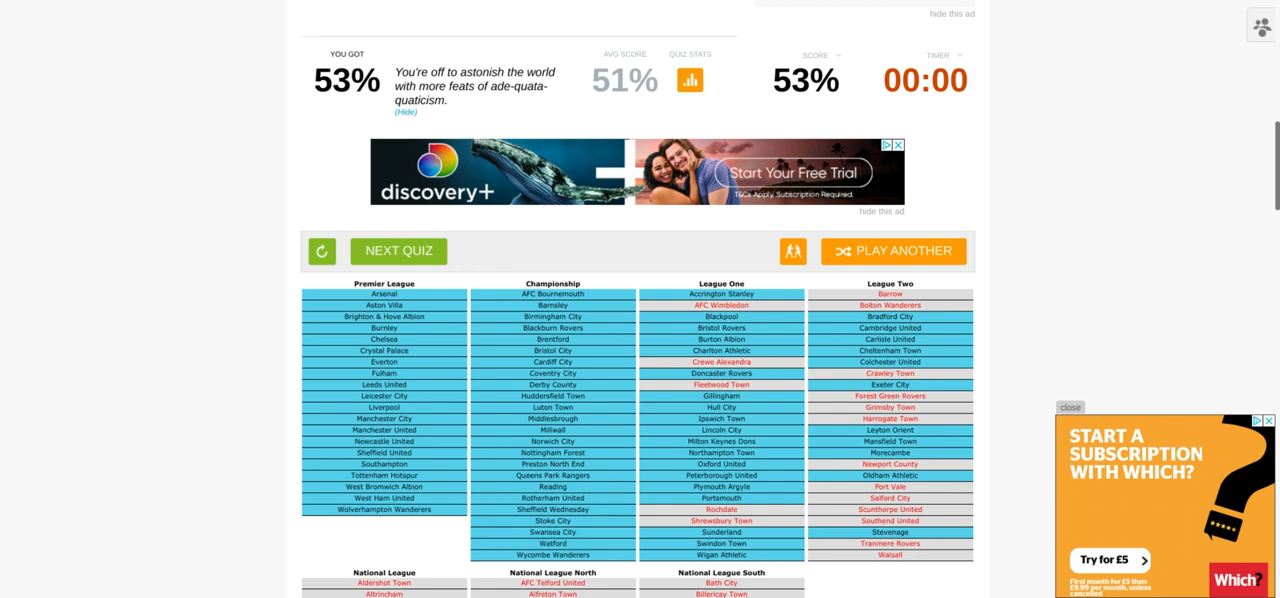 hide this ad
YOU GOT
53%
You're off to astonish the world
with more feats of ade-quata-
quaticism.
(Hide)
AVG SCORE
51%
QUIZ STATS
SCORE
53%
TIMER
00:00
discovery+
Start Your Free Trial
T&Cs Apply. Subscription Required.
hide this ad
NEXT QUIZ
PLAY ANOTHER
Premier League
Arsenal
Aston Villa
Brighton & Hove Albion
Burnley
Chelsea
Crystal Palace
Everton
Fulham
Leeds United
Leicester City
Liverpool
Manchester City
Manchester United
Newcastle United
Sheffield United
Southampton
Tottenham Hotspur
West Bromwich Albion
West Ham United
Wolverhampton Wanderers
Championship
AFC Bournemouth
Barnsley
Birmingham City
Blackburn Rovers
Brentford
Bristol City
Cardiff City
Coventry City
Derby County
Huddersfield Town
Luton Town
Middlesbrough
Millwall
Norwich City
Nottingham Forest
Preston North End
Queens Park Rangers
Reading
Rotherham United
Sheffield Wednesday
Stoke City
Swansea City
Watford
Wycombe Wanderers
League One
Accrington Stanley
AFC Wimbledon
Blackpool
Bristol Rovers
Burton Albion
Charlton Athletic
Crewe Alexandra
Doncaster Rovers
Fleetwood Town
Gillingham
Hull City
Ipswich Town
Lincoln City
Milton Keynes Dons
Northampton Town
Oxford United
Peterborough United
Plymouth Argyle
Portsmouth
Rochdale
Shrewsbury Town
Sunderland
Swindon Town
Wigan Athletic
League Two
Barrow
Bolton Wanderers
Bradford City
Cambridge United
Carlisle United
Cheltenham Town
Colchester United
Crawley Town
Exeter City
Forest Green Rovers
Grimsby Town
Harrogate Town
Leyton Orient
Mansfield Town
Morecambe
Newport County
Oldham Athletic
Port Vale
Salford City
Scunthorpe United
Southend United
Stevenage
Tranmere Rovers
Walsall
National League
Aldershot Town
Altrincham
National League North
AFC Telford United
Alfreton Town
National League South
Bath City
Billericay Town
close
START A
SUBSCRIPTION
WITH WHICH?
Try for £5
First month for £5 then
£9.99 per month, unless
cancelled
Which?